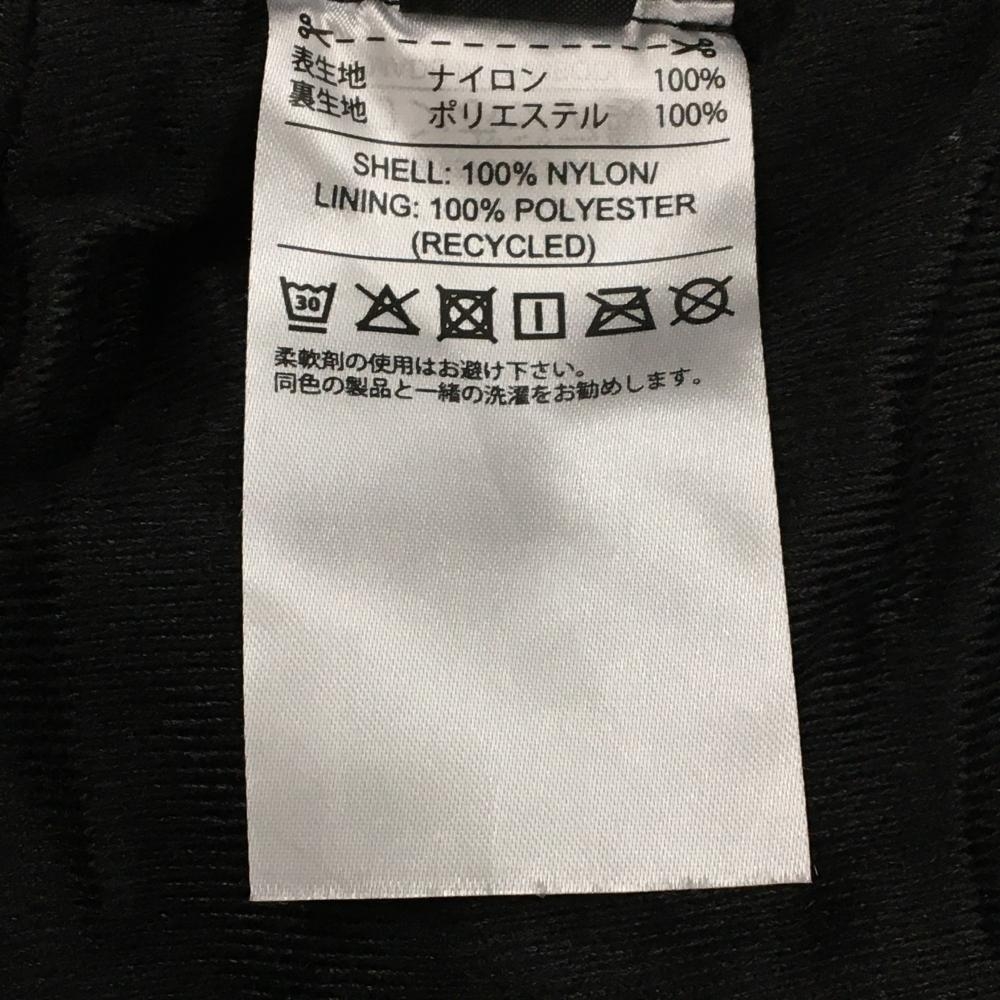 表生地 ナイロン 100%
裏生地 ポリエステル 100%
SHELL: 100% NYLON/
LINING: 100% POLYESTER
(RECYCLED)
30
柔軟剤の使用はお避け下さい。
同色の製品と一緒の洗濯をお勧めします。